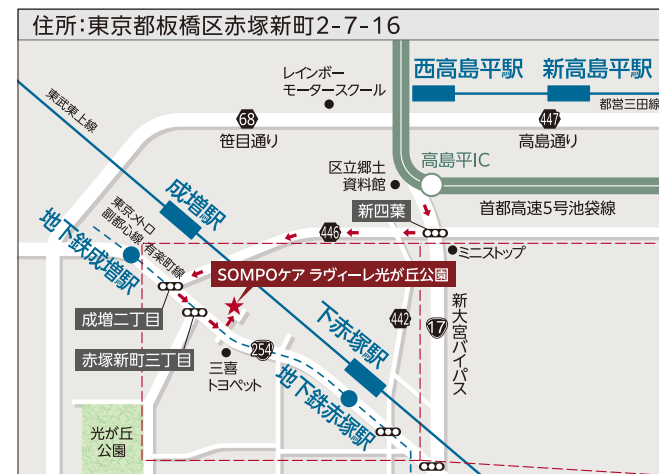 住所：東京都板橋区赤塚新町2-7-16
西高島平駅
新高島平駅
都営三田線
レインボー
モータースクール
東武東上線
68
笹目通り
447
高島通り
高島平IC
区立郷土
資料館
首都高速5号池袋線
成増駅
新四葉
東京メトロ
副都心線 有楽町線
地下鉄成増駅
446
ミニストップ
SOMPOケア ラヴィーレ光が丘公園
成増二丁目
新大宮バイパス
17
442
下赤塚駅
赤塚新町三丁目
254
三喜
トヨペット
地下鉄赤塚駅
光が丘
公園